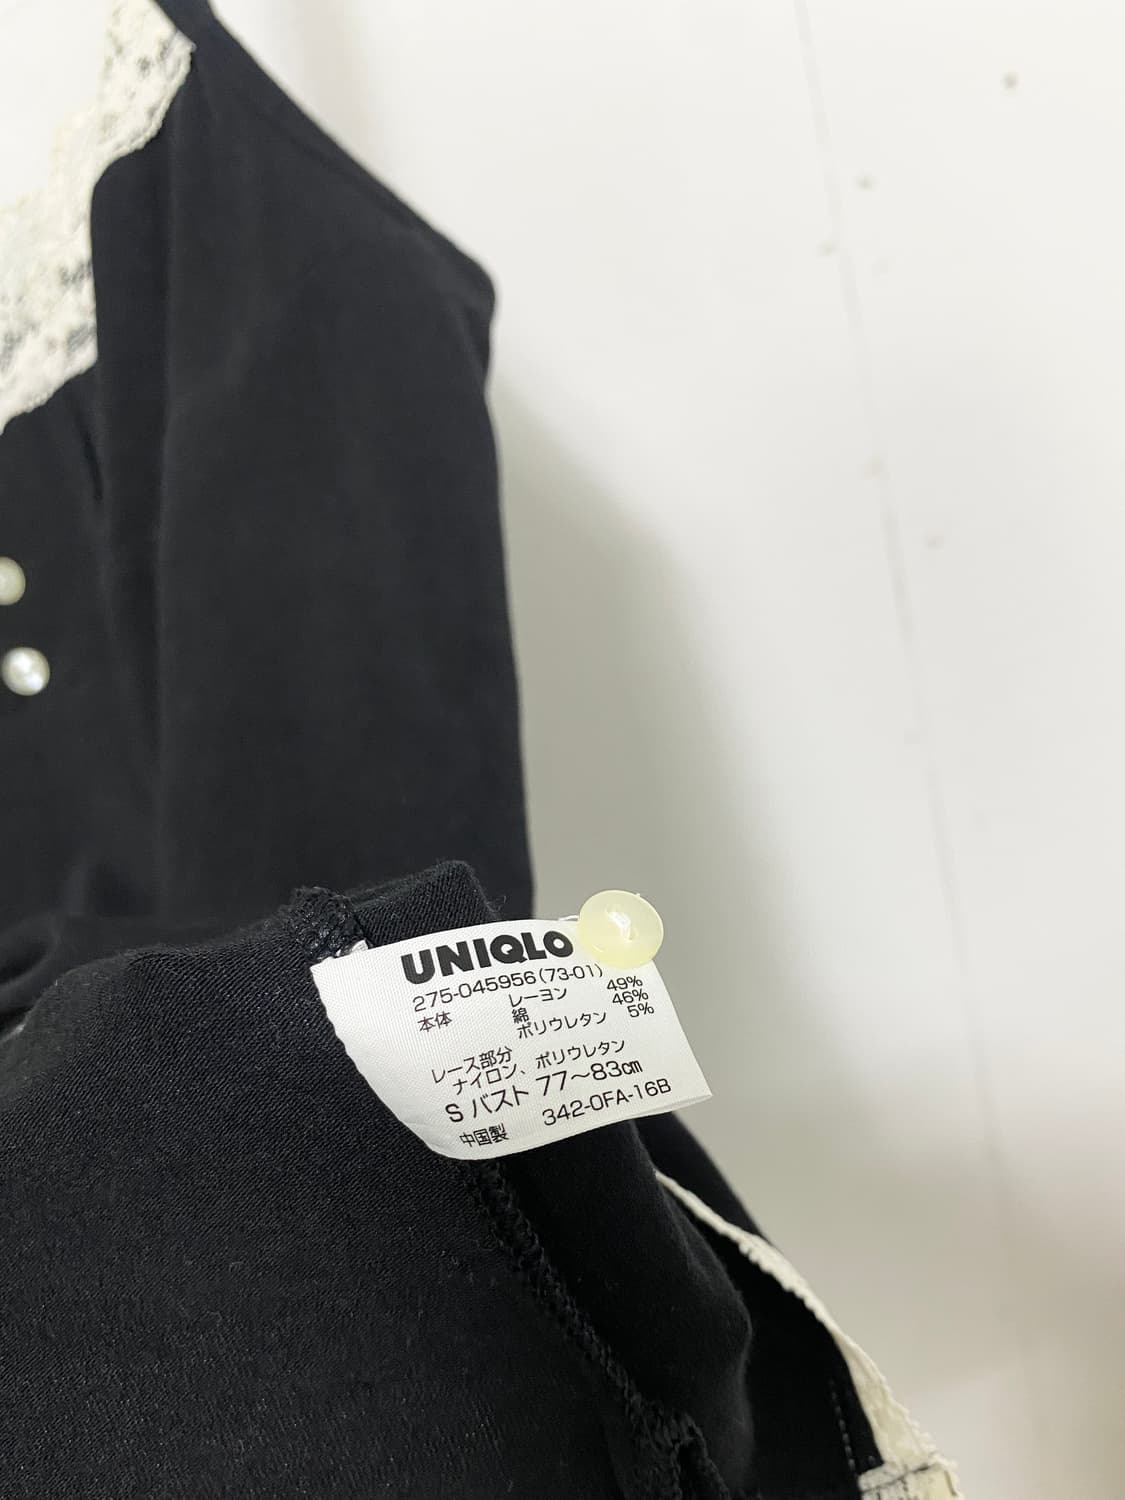 UNIQLO
275-045956(73-01)
本体 レーヨン 49%
綿 46%
ポリウレタン 5%
レース部分
ナイロン、ポリウレタン
S バスト 77〜83cm
342-0FA-16B
中国製